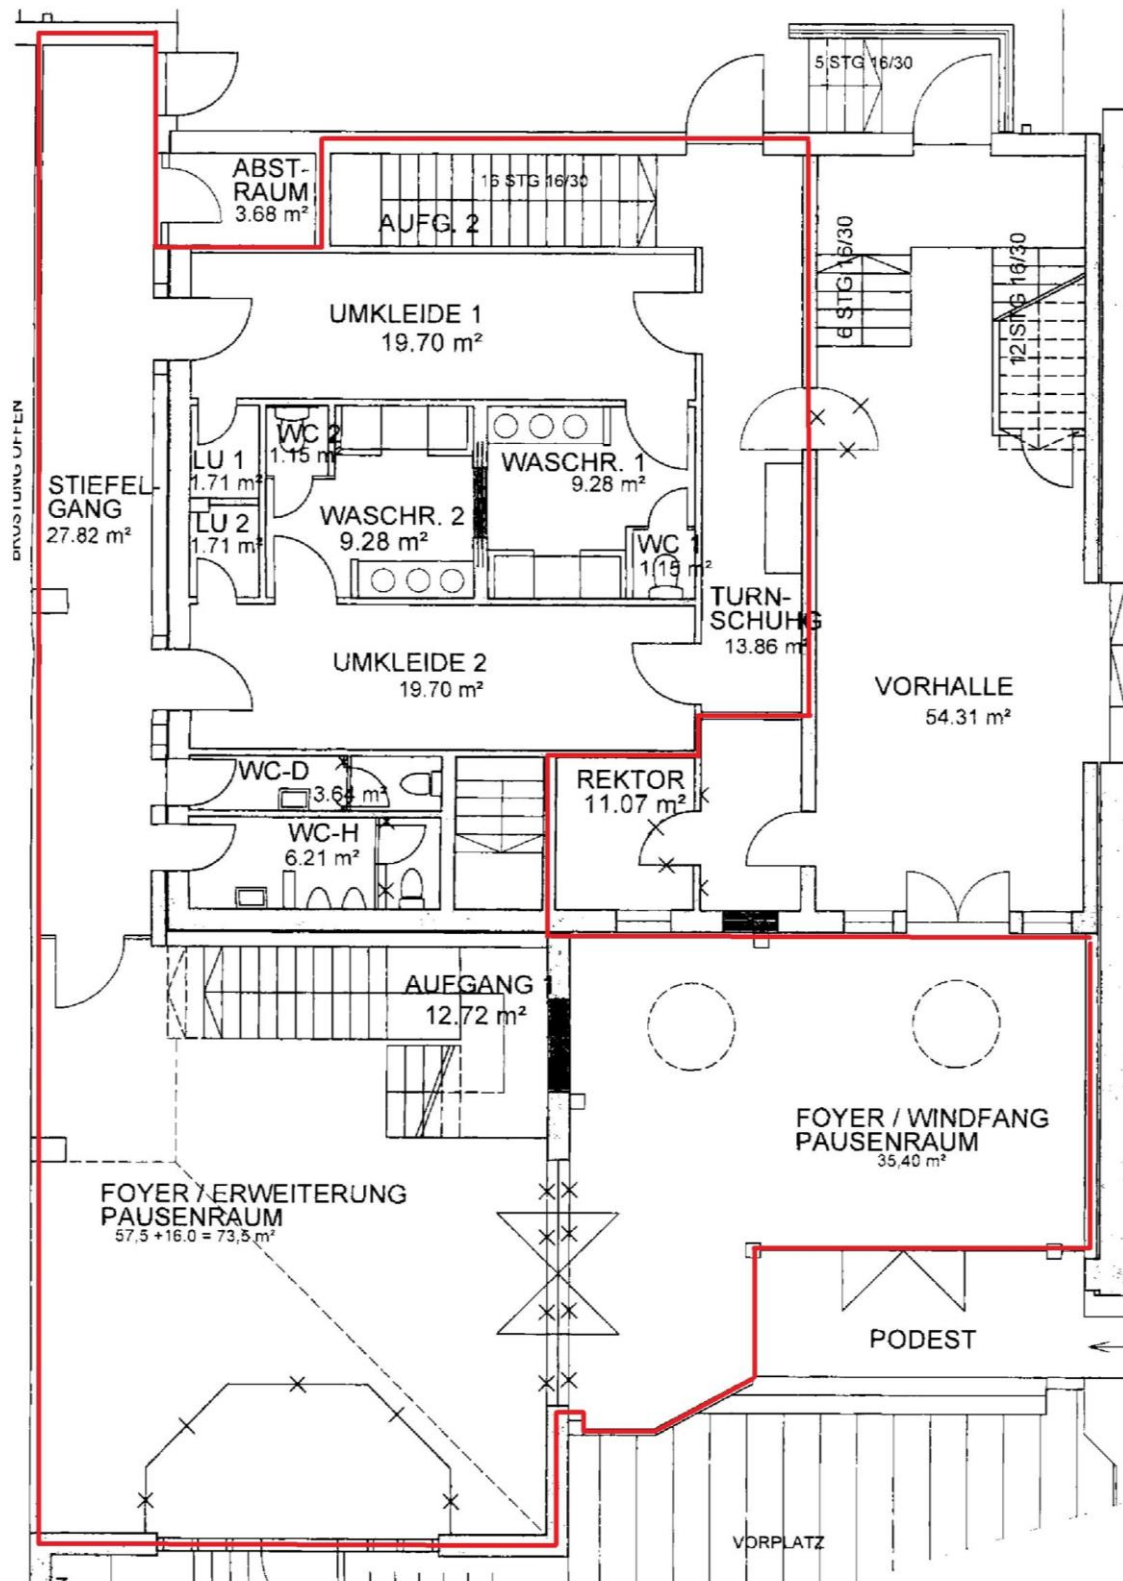 5 STG 16/30
ABST-
RAUM
3.68 m²
16 STG 16/30
AUFG. 2
6 STG 16/30
12 STG 16/30
UMKLEIDE 1
19.70 m²
BRÜSTUNG OFFEN
STIEFEL-
GANG
27.82 m²
LU 1
1.71 m²
WC 2
1.15 m²
WASCHR. 1
9.28 m²
LU 2
1.71 m²
WASCHR. 2
9.28 m²
WC 1
1.15 m²
TURN-
SCHUHG
13.86 m²
UMKLEIDE 2
19.70 m²
VORHALLE
54.31 m²
WC-D
3.64 m²
REKTOR
11.07 m²
WC-H
6.21 m²
AUFGANG 1
12.72 m²
FOYER / WINDFANG
PAUSENRAUM
35,40 m²
FOYER / ERWEITERUNG
PAUSENRAUM
57,5 +16.0 = 73,5 m²
PODEST
VORPLATZ